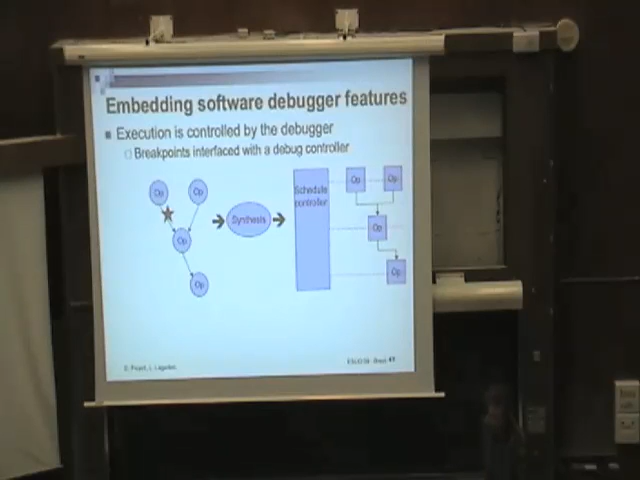 Embedding software debugger features
Execution is controlled by the debugger
Breakpoints interfaced with a debug controller
Op
Op
Op
Op
Synthesis
Schedule
controller
Op
Op
Op
Op